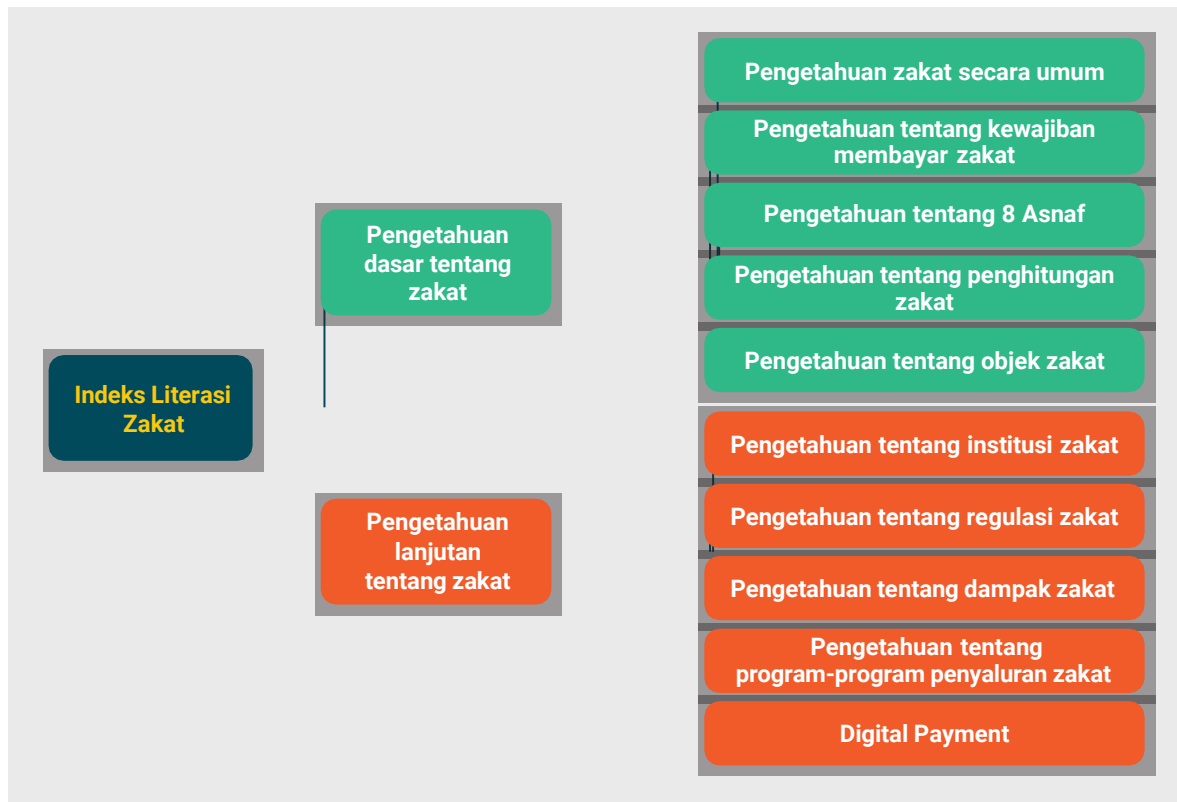 Indeks Literasi
Zakat
Pengetahuan
dasar tentang
zakat
Pengetahuan zakat secara umum
Pengetahuan tentang kewajiban
membayar zakat
Pengetahuan tentang 8 Asnaf
Pengetahuan tentang penghitungan
zakat
Pengetahuan tentang objek zakat
Pengetahuan
lanjutan
tentang zakat
Pengetahuan tentang institusi zakat
Pengetahuan tentang regulasi zakat
Pengetahuan tentang dampak zakat
Pengetahuan tentang
program-program penyaluran zakat
Digital Payment